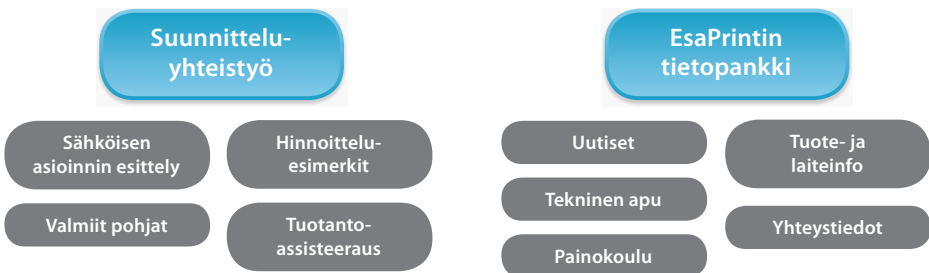 Suunnittelu-
yhteistyö
Sähköisen
asioinnin esittely
Hinnoittelu-
esimerkit
Valmiit pohjat
Tuotanto-
assisteeraus
EsaPrintin
tietopankki
Uutiset
Tuote- ja
laiteinfo
Tekninen apu
Yhteystiedot
Painokoulu